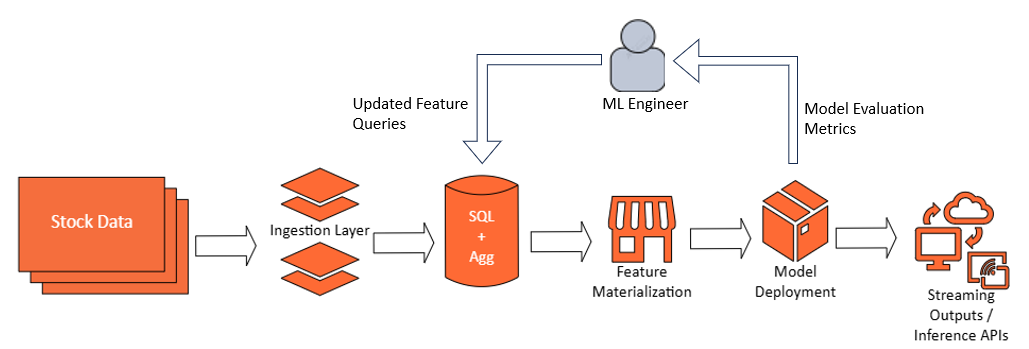 ML Engineer
Updated Feature
Queries
Model Evaluation
Metrics
Stock Data
Ingestion Layer
SQL
+
Agg
Feature
Materialization
Model
Deployment
Streaming
Outputs /
Inference APIs